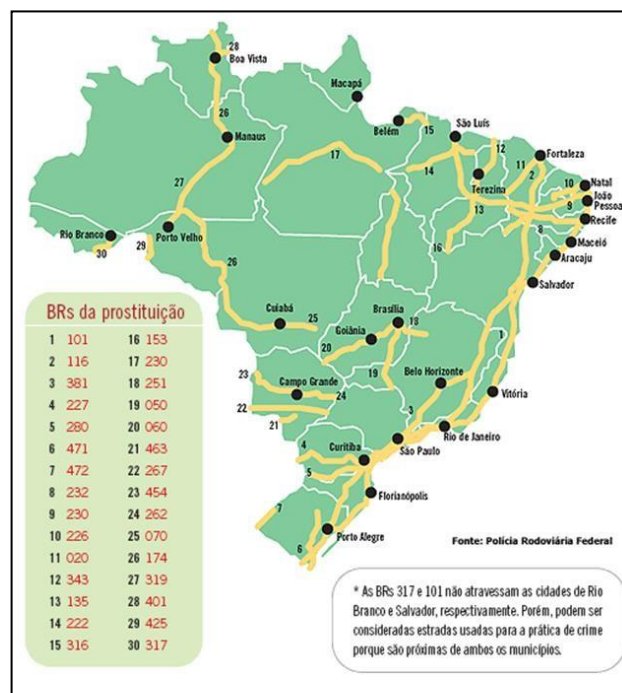 28
Boa Vista
Macapá
26
Manaus
Belém
15
São Luís
12
Fortaleza
11
2
17
14
Terezina
10
Natal
João
Pessoa
9
27
13
Recife
8
Rio Branco
Porto Velho
29
30
16
Maceió
Aracaju
26
Salvador
Cuiabá
25
Brasília
18
Goiânia
20
1
19
Belo Horizonte
23
Campo Grande
24
Vitória
22
21
3
Rio de Janeiro
São Paulo
4
Curitiba
5
Florianópolis
7
Porto Alegre
6
BRs da prostituição
1 101 16 153
2 116 17 230
3 381 18 251
4 227 19 050
5 280 20 060
6 471 21 463
7 472 22 267
8 232 23 454
9 230 24 262
10 226 25 070
11 020 26 174
12 343 27 319
13 135 28 401
14 222 29 425
15 316 30 317
Fonte: Polícia Rodoviária Federal
* As BRs 317 e 101 não atravessam as cidades de Rio
Branco e Salvador, respectivamente. Porém, podem ser
consideradas estradas usadas para a prática de crime
porque são próximas de ambos os municípios.